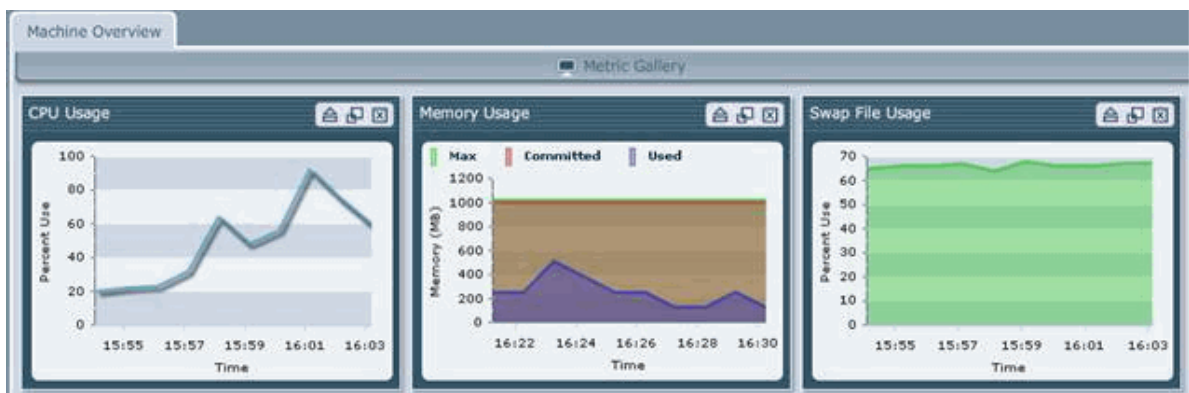 Machine Overview
Metric Gallery
CPU Usage
100
80
60
40
20
0
Percent Use
15:55 15:57 15:59 16:01 16:03
Time
Memory Usage
Max Committed Used
1200
1000
800
600
400
200
0
Memory (MB)
16:22 16:24 16:26 16:28 16:30
Time
Swap File Usage
70
60
50
40
30
20
10
0
Percent Use
15:55 15:57 15:59 16:01 16:03
Time